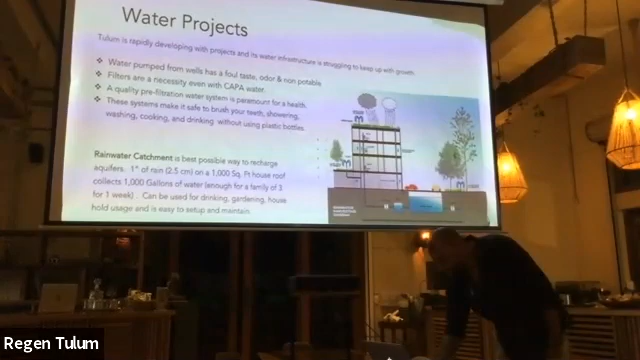 Water Projects
Tulum is rapidly developing with projects and its water infrastructure is struggling to keep up with growth.
❖ Water pumped from wells has a foul taste, odor & non potable
❖ Filters are a necessity even with CAPA water.
❖ A quality pre-filtration water system is paramount for a health.
❖ These systems make it safe to brush your teeth, showering,
washing, cooking, and drinking without using plastic bottles.
Rainwater Catchment is best possible way to recharge
aquifers. 1" of rain (2.5 cm) on a 1,000 Sq. Ft house roof
collects 1,000 Gallons of water (enough for a family of 3
for 1 week) . Can be used for drinking, gardening, house
hold usage and is easy to setup and maintain.
Regen Tulum